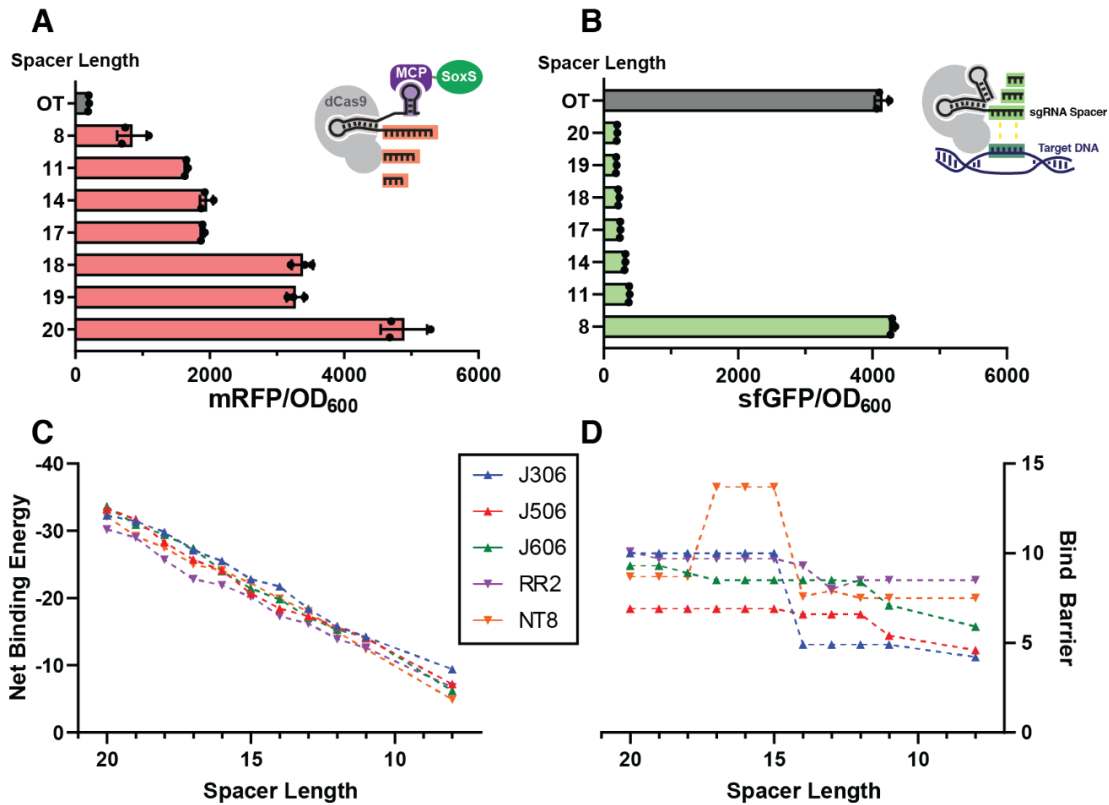 A
Spacer Length
OT
8
11
14
17
18
19
20
0
2000
4000
6000
mRFP/OD600
MCP
SoxS
dCas9
B
Spacer Length
OT
20
19
18
17
14
11
8
0
2000
4000
6000
sfGFP/OD600
sgRNA Spacer
Target DNA
C
Net Binding Energy
-40
-30
-20
-10
0
20
15
10
Spacer Length
J306
J506
J606
RR2
NT8
D
15
10
5
0
Bind Barrier
20
15
10
Spacer Length